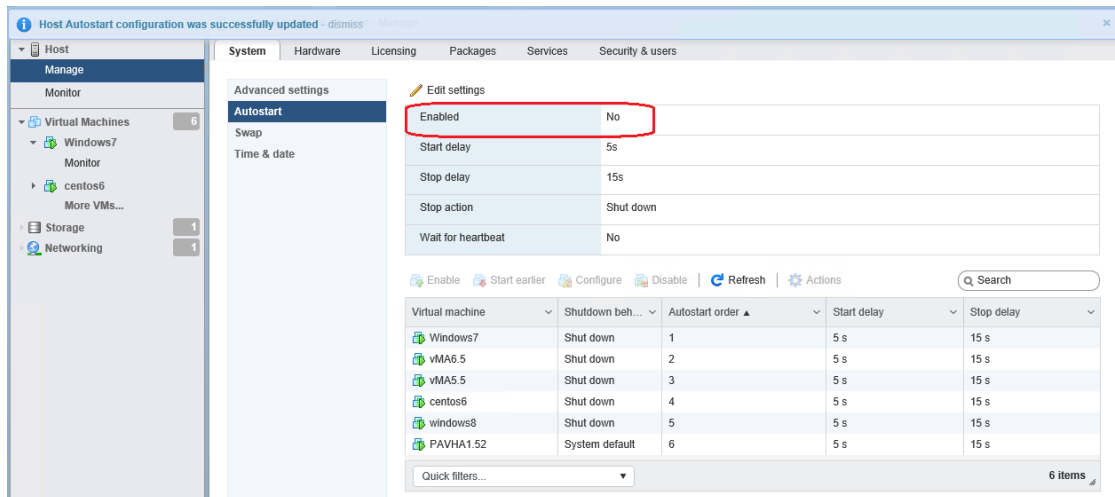 Host Autostart configuration was successfully updated - dismiss
Host
Manage
Monitor
Virtual Machines 6
Windows7
Monitor
centos6
More VMs...
Storage 1
Networking 1
System Hardware Licensing Packages Services Security & users
Advanced settings
Autostart
Swap
Time & date
Edit settings
Enabled No
Start delay 5s
Stop delay 15s
Stop action Shut down
Wait for heartbeat No
Enable Start earlier Configure Disable Refresh Actions Search
Virtual machine Shutdown beh... Autostart order ▲ Start delay Stop delay
Windows7 Shut down 1 5 s 15 s
vMA6.5 Shut down 2 5 s 15 s
vMA5.5 Shut down 3 5 s 15 s
centos6 Shut down 4 5 s 15 s
windows8 Shut down 5 5 s 15 s
PAVHA1.52 System default 6 5 s 15 s
Quick filters... 6 items